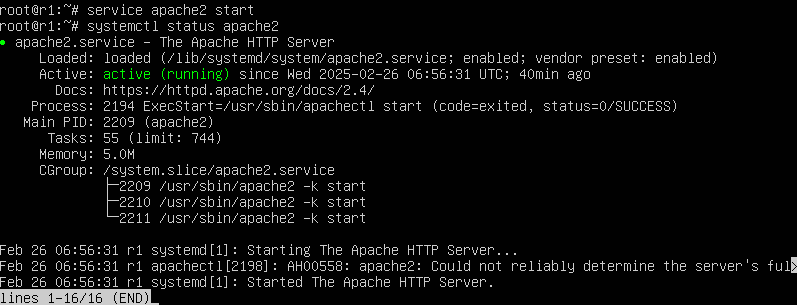 root@r1:~# service apache2 start
root@r1:~# systemctl status apache2
● apache2.service – The Apache HTTP Server
Loaded: loaded (/lib/systemd/system/apache2.service; enabled; vendor preset: enabled)
Active: active (running) since Wed 2025-02-26 06:56:31 UTC; 40min ago
Docs: https://httpd.apache.org/docs/2.4/
Process: 2194 ExecStart=/usr/sbin/apachectl start (code=exited, status=0/SUCCESS)
Main PID: 2209 (apache2)
Tasks: 55 (limit: 744)
Memory: 5.0M
CGroup: /system.slice/apache2.service
├─2209 /usr/sbin/apache2 -k start
├─2210 /usr/sbin/apache2 -k start
└─2211 /usr/sbin/apache2 -k start
Feb 26 06:56:31 r1 systemd[1]: Starting The Apache HTTP Server...
Feb 26 06:56:31 r1 apachectl[2198]: AH00558: apache2: Could not reliably determine the server's ful>
Feb 26 06:56:31 r1 systemd[1]: Started The Apache HTTP Server.
lines 1-16/16 (END)